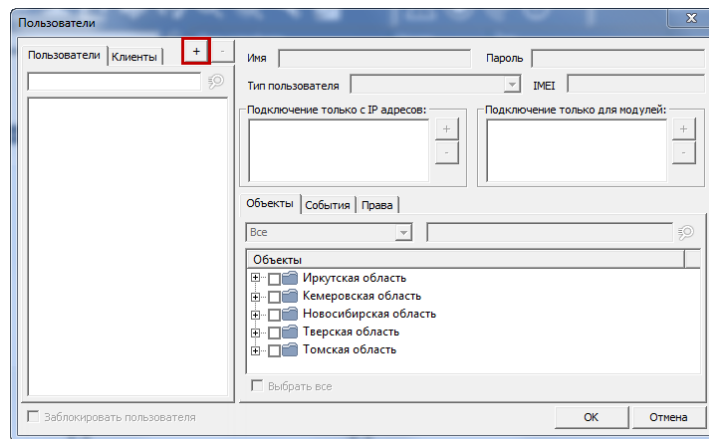 Пользователи
Пользователи Клиенты + -
Имя Пароль
Тип пользователя IMEI
Подключение только с IP адресов: Подключение только для модулей:
+ +
- -
Объекты События Права
Все
Объекты
Иркутская область
Кемеровская область
Новосибирская область
Тверская область
Томская область
Выбрать все
Заблокировать пользователя OK Отмена